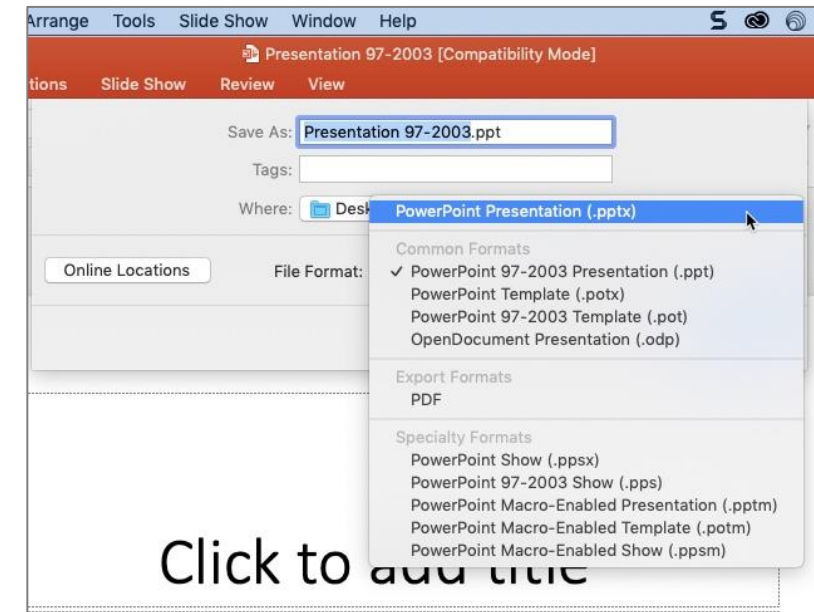 Arrange Tools Slide Show Window Help
Presentation 97-2003 [Compatibility Mode]
tions Slide Show Review View
Save As: Presentation 97-2003.ppt
Tags:
Where: Desk
PowerPoint Presentation (.pptx)
Common Formats
Online Locations File Format: ✓ PowerPoint 97-2003 Presentation (.ppt)
PowerPoint Template (.potx)
PowerPoint 97-2003 Template (.pot)
OpenDocument Presentation (.odp)
Export Formats
PDF
Specialty Formats
PowerPoint Show (.ppsx)
PowerPoint 97-2003 Show (.pps)
PowerPoint Macro-Enabled Presentation (.pptm)
PowerPoint Macro-Enabled Template (.potm)
PowerPoint Macro-Enabled Show (.ppsm)
Click to add title